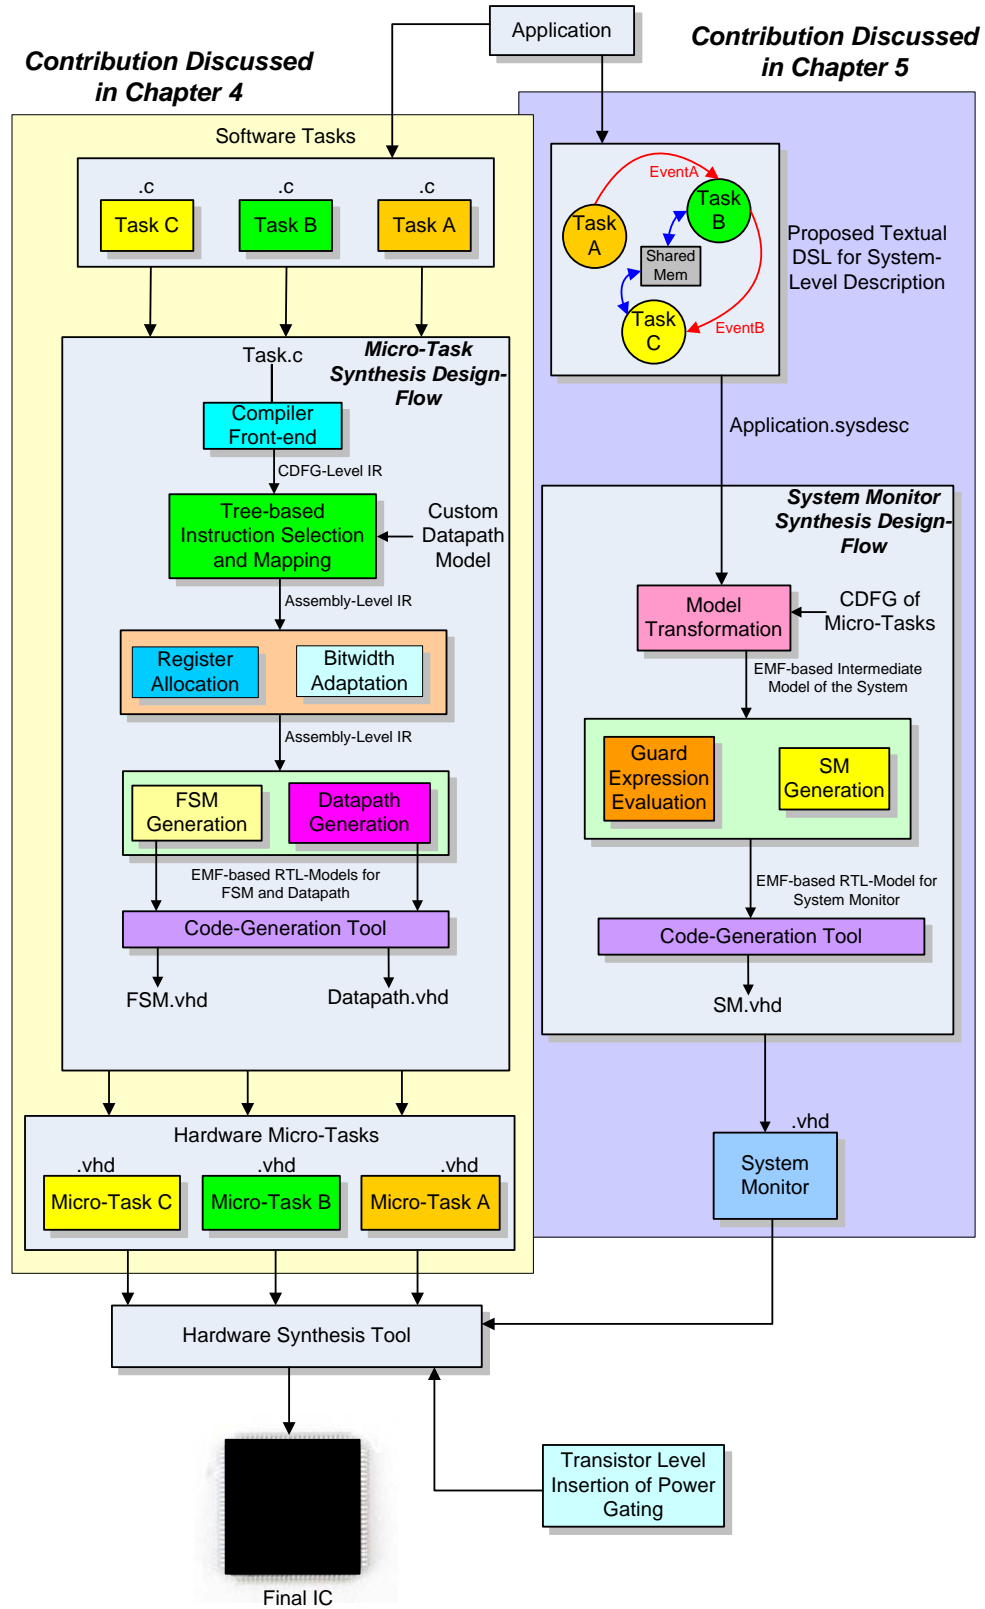 Application
Contribution Discussed
in Chapter 4
Contribution Discussed
in Chapter 5
Software Tasks
.c
.c
.c
Task C
Task B
Task A
EventA
Task
A
Task
B
Shared
Mem
Task
C
EventB
Proposed Textual
DSL for System-
Level Description
Application.sysdesc
Task.c
Micro-Task
Synthesis Design-
Flow
Compiler
Front-end
CDFG-Level IR
Tree-based
Instruction Selection
and Mapping
Custom
Datapath
Model
Assembly-Level IR
Register
Allocation
Bitwidth
Adaptation
Assembly-Level IR
FSM
Generation
Datapath
Generation
EMF-based RTL-Models for
FSM and Datapath
Code-Generation Tool
FSM.vhd
Datapath.vhd
System Monitor
Synthesis Design-
Flow
Model
Transformation
CDFG of
Micro-Tasks
EMF-based Intermediate
Model of the System
Guard
Expression
Evaluation
SM
Generation
EMF-based RTL-Model for
System Monitor
Code-Generation Tool
SM.vhd
Hardware Micro-Tasks
.vhd
.vhd
.vhd
Micro-Task C
Micro-Task B
Micro-Task A
.vhd
System
Monitor
Hardware Synthesis Tool
Transistor Level
Insertion of Power
Gating
Final IC